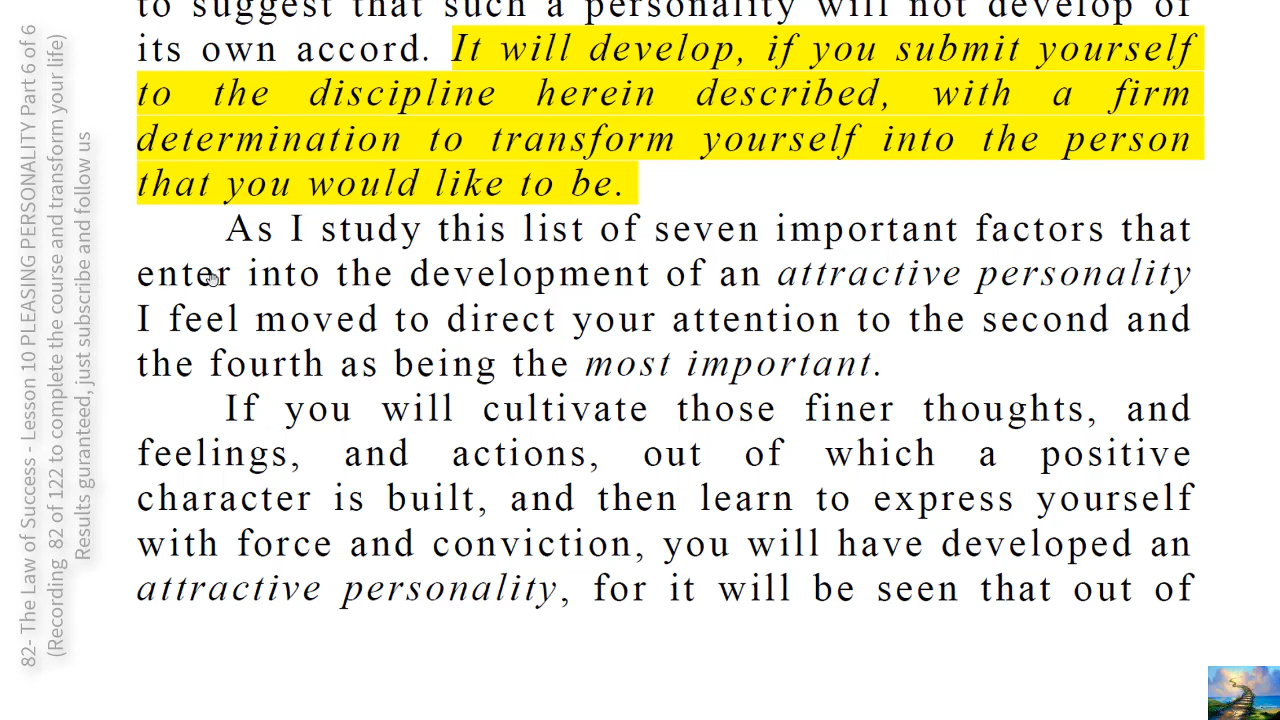 to suggest that such a personality will not develop of
its own accord. It will develop, if you submit yourself
to the discipline herein described, with a firm
determination to transform yourself into the person
that you would like to be.
As I study this list of seven important factors that
enter into the development of an attractive personality
I feel moved to direct your attention to the second and
the fourth as being the most important.
If you will cultivate those finer thoughts, and
feelings, and actions, out of which a positive
character is built, and then learn to express yourself
with force and conviction, you will have developed an
attractive personality, for it will be seen that out of
82- The Law of Success - Lesson 10 PLEASING PERSONALITY Part 6 of 6
(Recording 82 of 122 to complete the course and transform your life)
Results guranteed, just subscribe and follow us